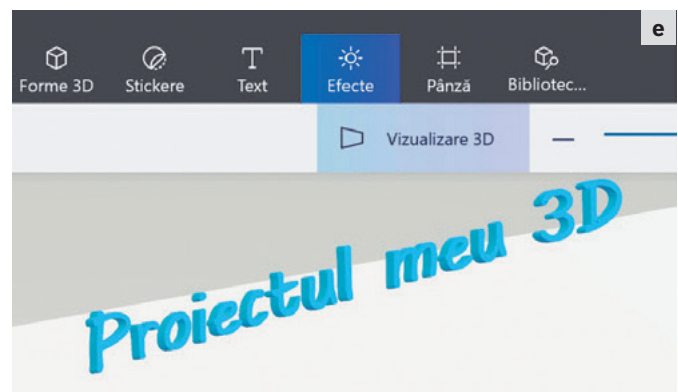 e
Forme 3D Stickere Text Efecte Pânză Bibliotec...
Vizualizare 3D
Proiectul meu 3D